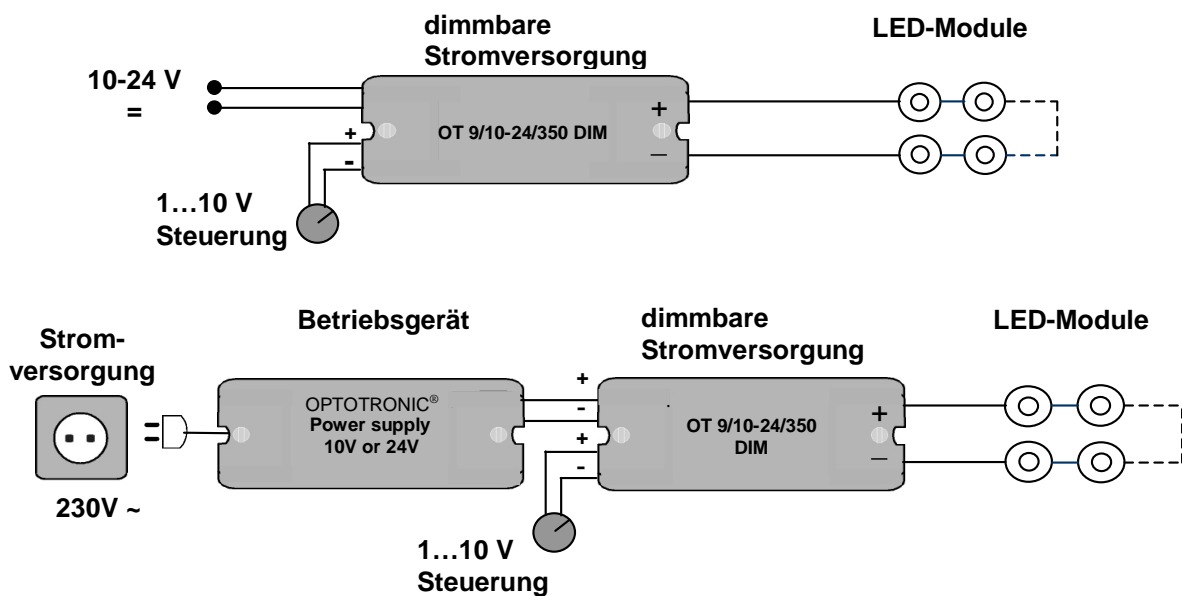 dimmbare
Stromversorgung
LED-Module
10-24 V
=
+
-
OT 9/10-24/350 DIM
+
–
1…10 V
Steuerung
Strom-
versorgung
Betriebsgerät
dimmbare
Stromversorgung
LED-Module
230V ~
=
OPTOTRONIC®
Power supply
10V or 24V
+
-
+
-
OT 9/10-24/350
DIM
+
–
1…10 V
Steuerung